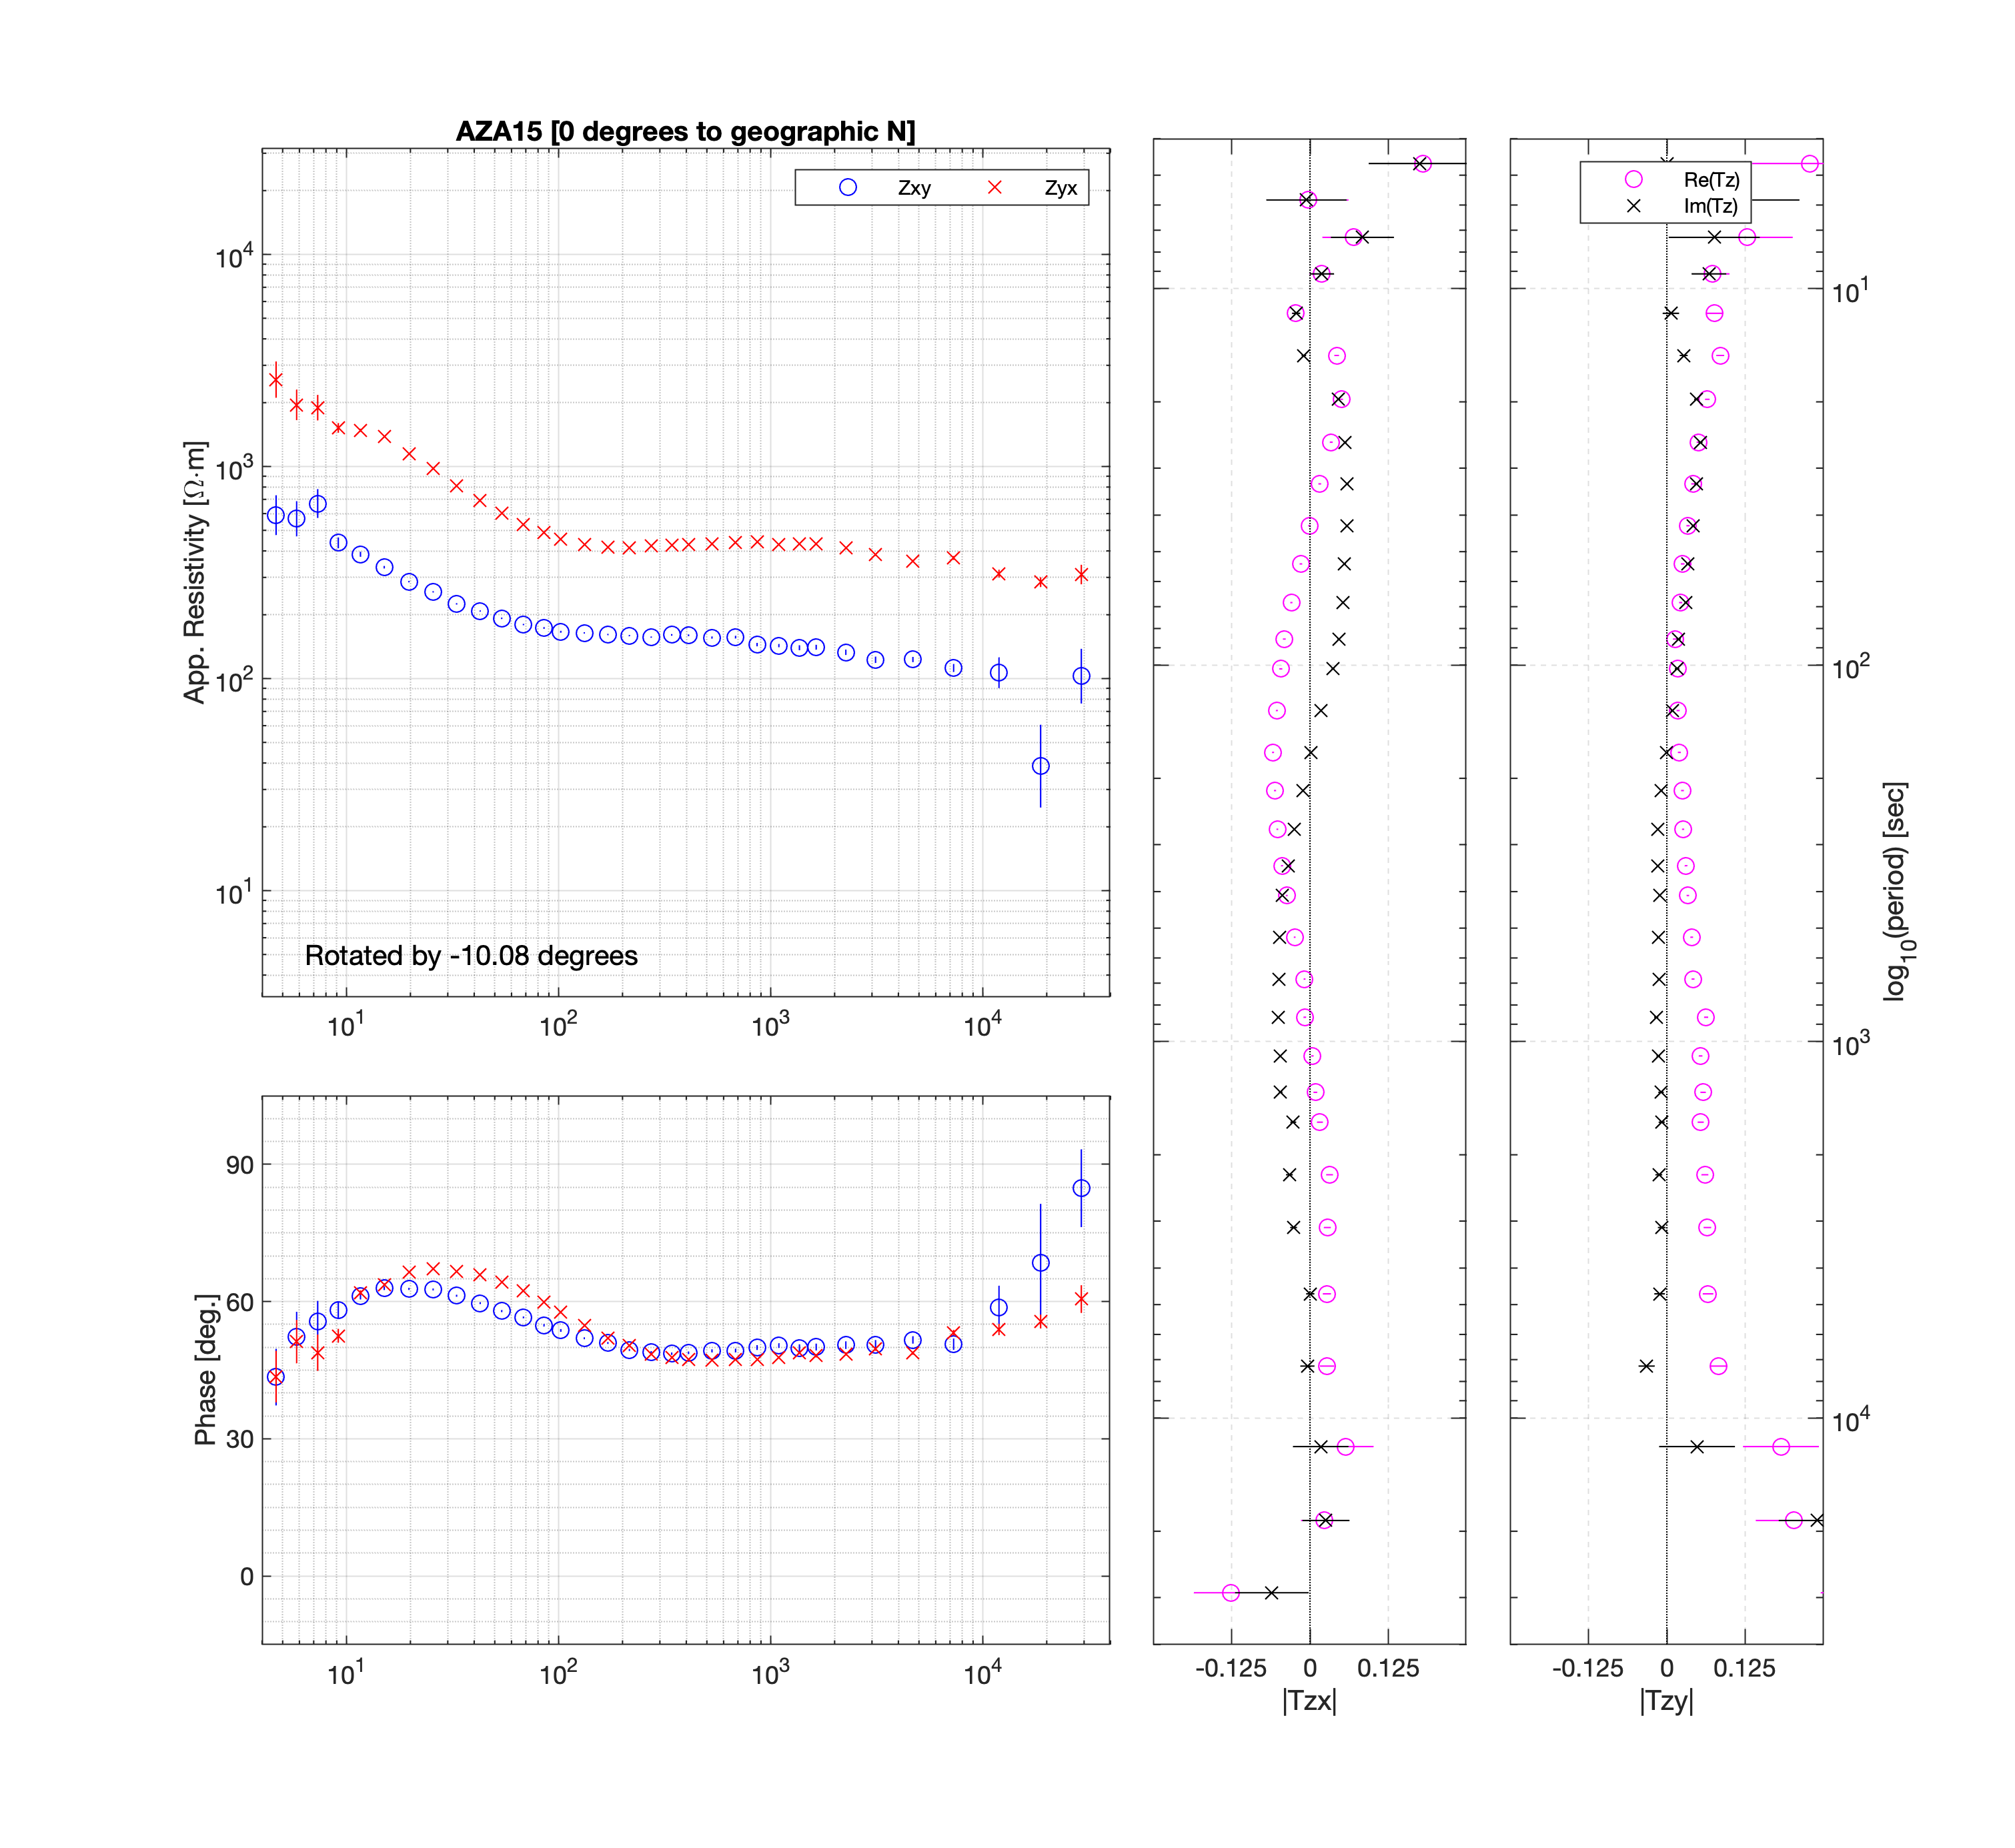 AZA15 [0 degrees to geographic N]
Zxy Zyx
App. Resistivity [Ω·m]
10^4
10^3
10^2
10^1
Rotated by -10.08 degrees
10^1 10^2 10^3 10^4
Phase [deg.]
90
60
30
0
10^1 10^2 10^3 10^4
-0.125 0 0.125
|Tzx|
Re(Tz)
Im(Tz)
-0.125 0 0.125
|Tzy|
10^1
10^2
10^3
10^4
log_10(period) [sec]